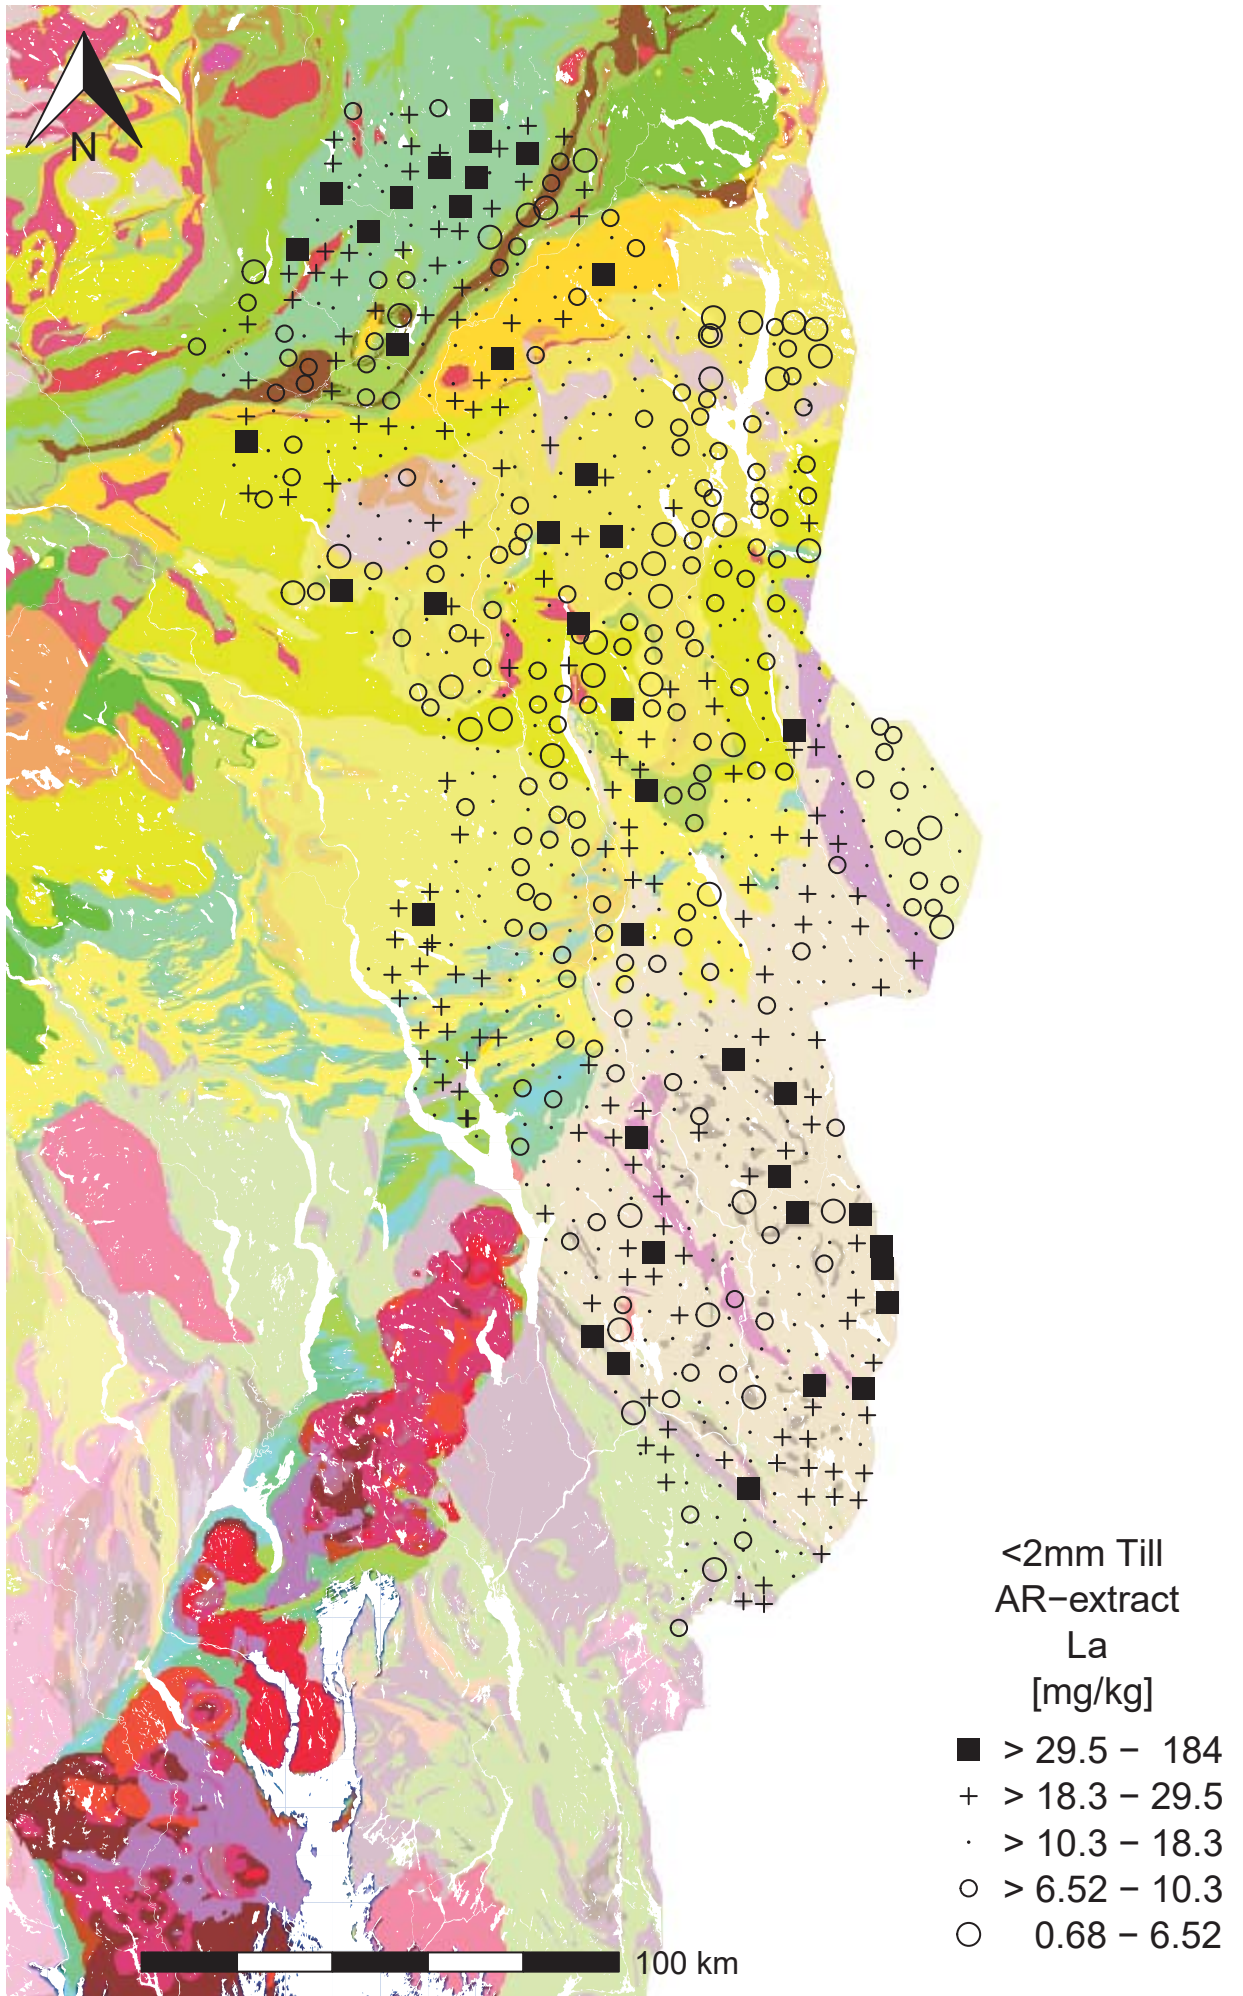 N
<2mm Till
AR−extract
La
[mg/kg]
> 29.5 − 184
> 18.3 − 29.5
> 10.3 − 18.3
> 6.52 − 10.3
0.68 − 6.52
100 km